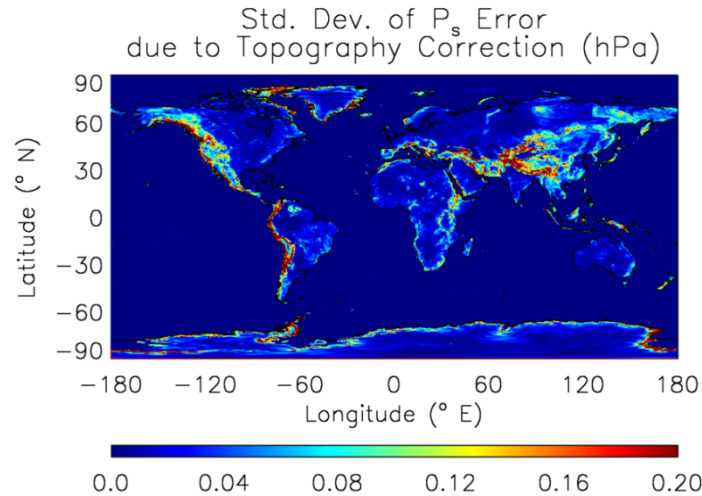 Std. Dev. of Ps Error
due to Topography Correction (hPa)
90
60
30
0
−30
−60
−90
Latitude (° N)
−180 −120 −60 0 60 120 180
Longitude (° E)
0.0 0.04 0.08 0.12 0.16 0.20